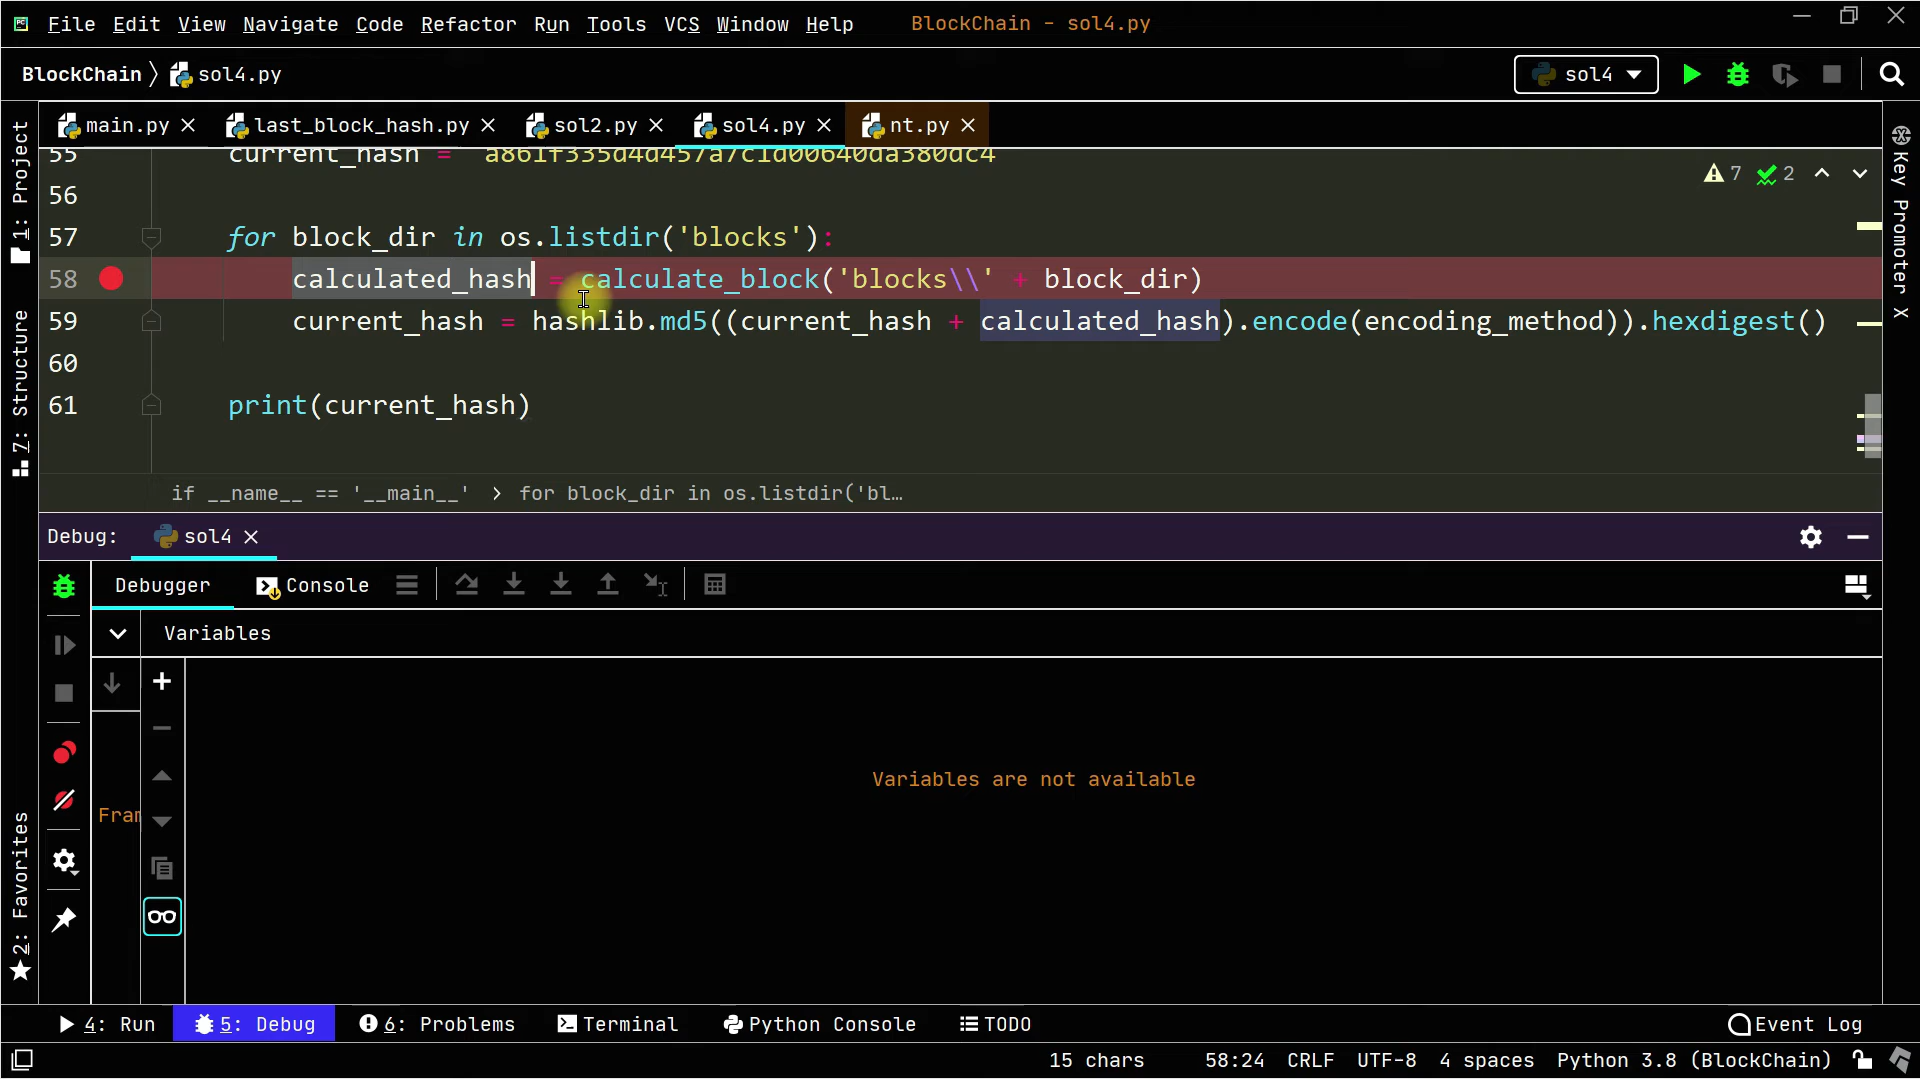 File Edit View Navigate Code Refactor Run Tools VCS Window Help BlockChain - sol4.py
BlockChain sol4.py sol4
main.py last_block_hash.py sol2.py sol4.py nt.py
55 current_hash = a861f335d4d457a7c1d00640da380dc4
56 7 2
57 for block_dir in os.listdir('blocks'):
58 calculated_hash = calculate_block('blocks\\' + block_dir)
59 current_hash = hashlib.md5((current_hash + calculated_hash).encode(encoding_method)).hexdigest()
60
61 print(current_hash)
if __name__ == '__main__' > for block_dir in os.listdir('bl…
1: Project
7: Structure
2: Favorites
Key Promoter X
Debug: sol4
Debugger Console
Variables
Variables are not available
Fram
4: Run 5: Debug 6: Problems Terminal Python Console TODO Event Log
15 chars 58:24 CRLF UTF-8 4 spaces Python 3.8 (BlockChain)